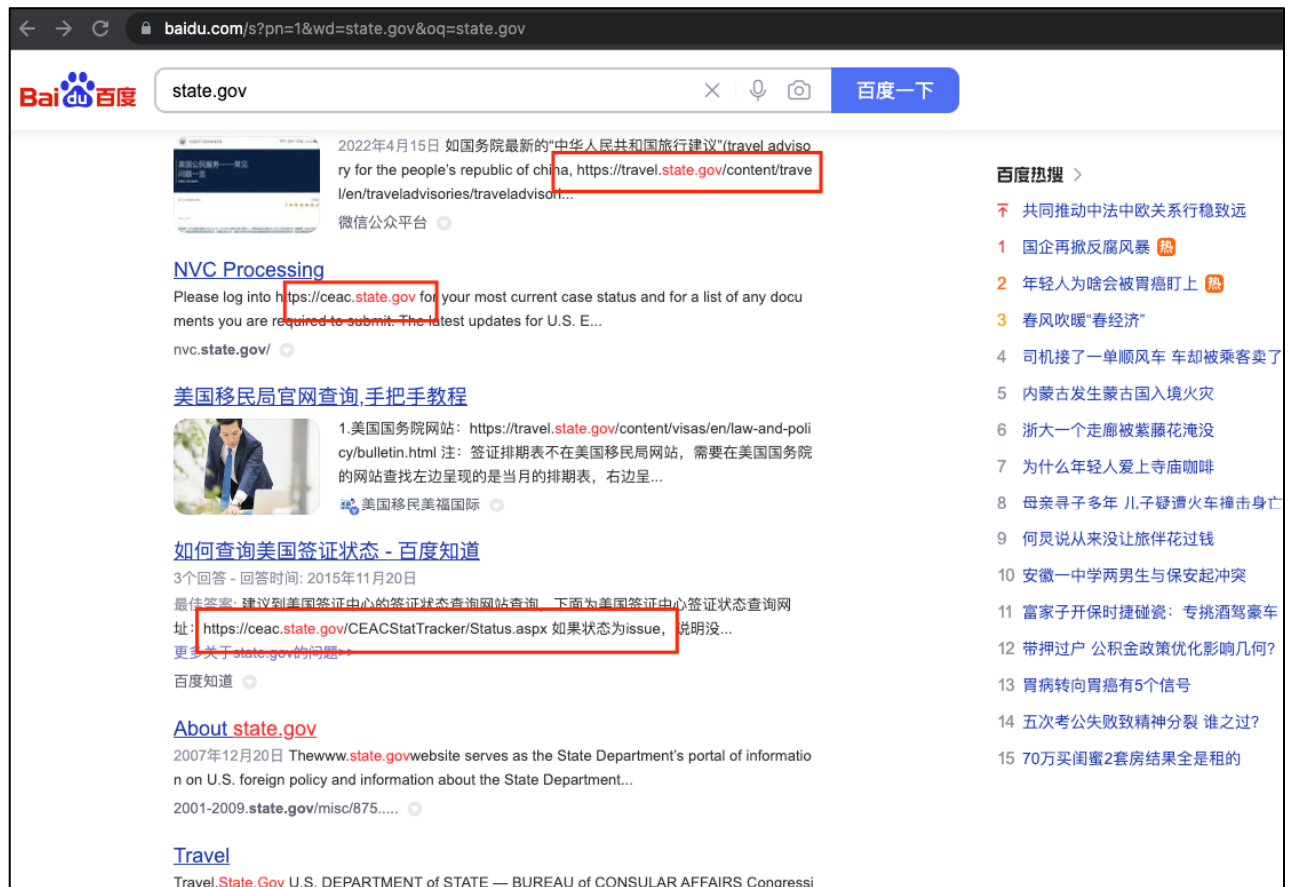 baidu.com/s?pn=1&wd=state.gov&oq=state.gov
Bai du 百度
state.gov
百度一下
2022年4月15日 如国务院最新的“中华人民共和国旅行建议”(travel adviso
ry for the people's republic of china, https://travel.state.gov/content/trave
l/en/traveladvisories/traveladvisori...
微信公众平台
NVC Processing
Please log into https://ceac.state.gov for your most current case status and for a list of any docu
ments you are required to submit. The latest updates for U.S. E...
nvc.state.gov/
美国移民局官网查询,手把手教程
1.美国国务院网站：https://travel.state.gov/content/visas/en/law-and-poli
cy/bulletin.html 注：签证排期表不在美国移民局网站，需要在美国国务院
的网站查找左边呈现的是当月的排期表，右边呈...
美国移民美福国际
如何查询美国签证状态 - 百度知道
3个回答 - 回答时间: 2015年11月20日
最佳答案: 建议到美国签证中心的签证状态查询网站查询，下面为美国签证中心签证状态查询网
址：https://ceac.state.gov/CEACStatTracker/Status.aspx 如果状态为issue，说明没...
更多关于state.gov的问题>>
百度知道
About state.gov
2007年12月20日 Thewww.state.govwebsite serves as the State Department's portal of informatio
n on U.S. foreign policy and information about the State Department...
2001-2009.state.gov/misc/875.....
Travel
Travel.State.Gov U.S. DEPARTMENT of STATE — BUREAU of CONSULAR AFFAIRS Congressi
百度热搜
共同推动中法中欧关系行稳致远
1 国企再掀反腐风暴 热
2 年轻人为啥会被胃癌盯上 热
3 春风吹暖“春经济”
4 司机接了一单顺风车 车却被乘客卖了
5 内蒙古发生蒙古国入境火灾
6 浙大一个走廊被紫藤花淹没
7 为什么年轻人爱上寺庙咖啡
8 母亲寻子多年 儿子疑遭火车撞击身亡
9 何炅说从来没让旅伴花过钱
10 安徽一中学两男生与保安起冲突
11 富家子开保时捷碰瓷：专挑酒驾豪车
12 带押过户 公积金政策优化影响几何?
13 胃病转向胃癌有5个信号
14 五次考公失败致精神分裂 谁之过?
15 70万买闺蜜2套房结果全是租的